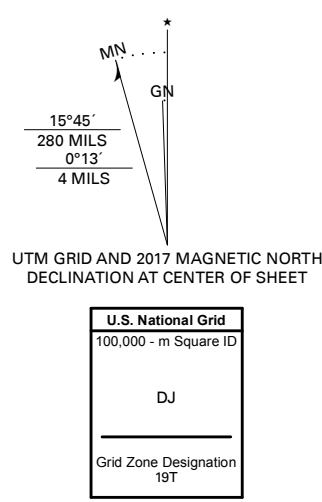 MN
GN
15°45´
280 MILS
0°13´
4 MILS
UTM GRID AND 2017 MAGNETIC NORTH
DECLINATION AT CENTER OF SHEET
U.S. National Grid
100,000 - m Square ID
DJ
Grid Zone Designation
19T